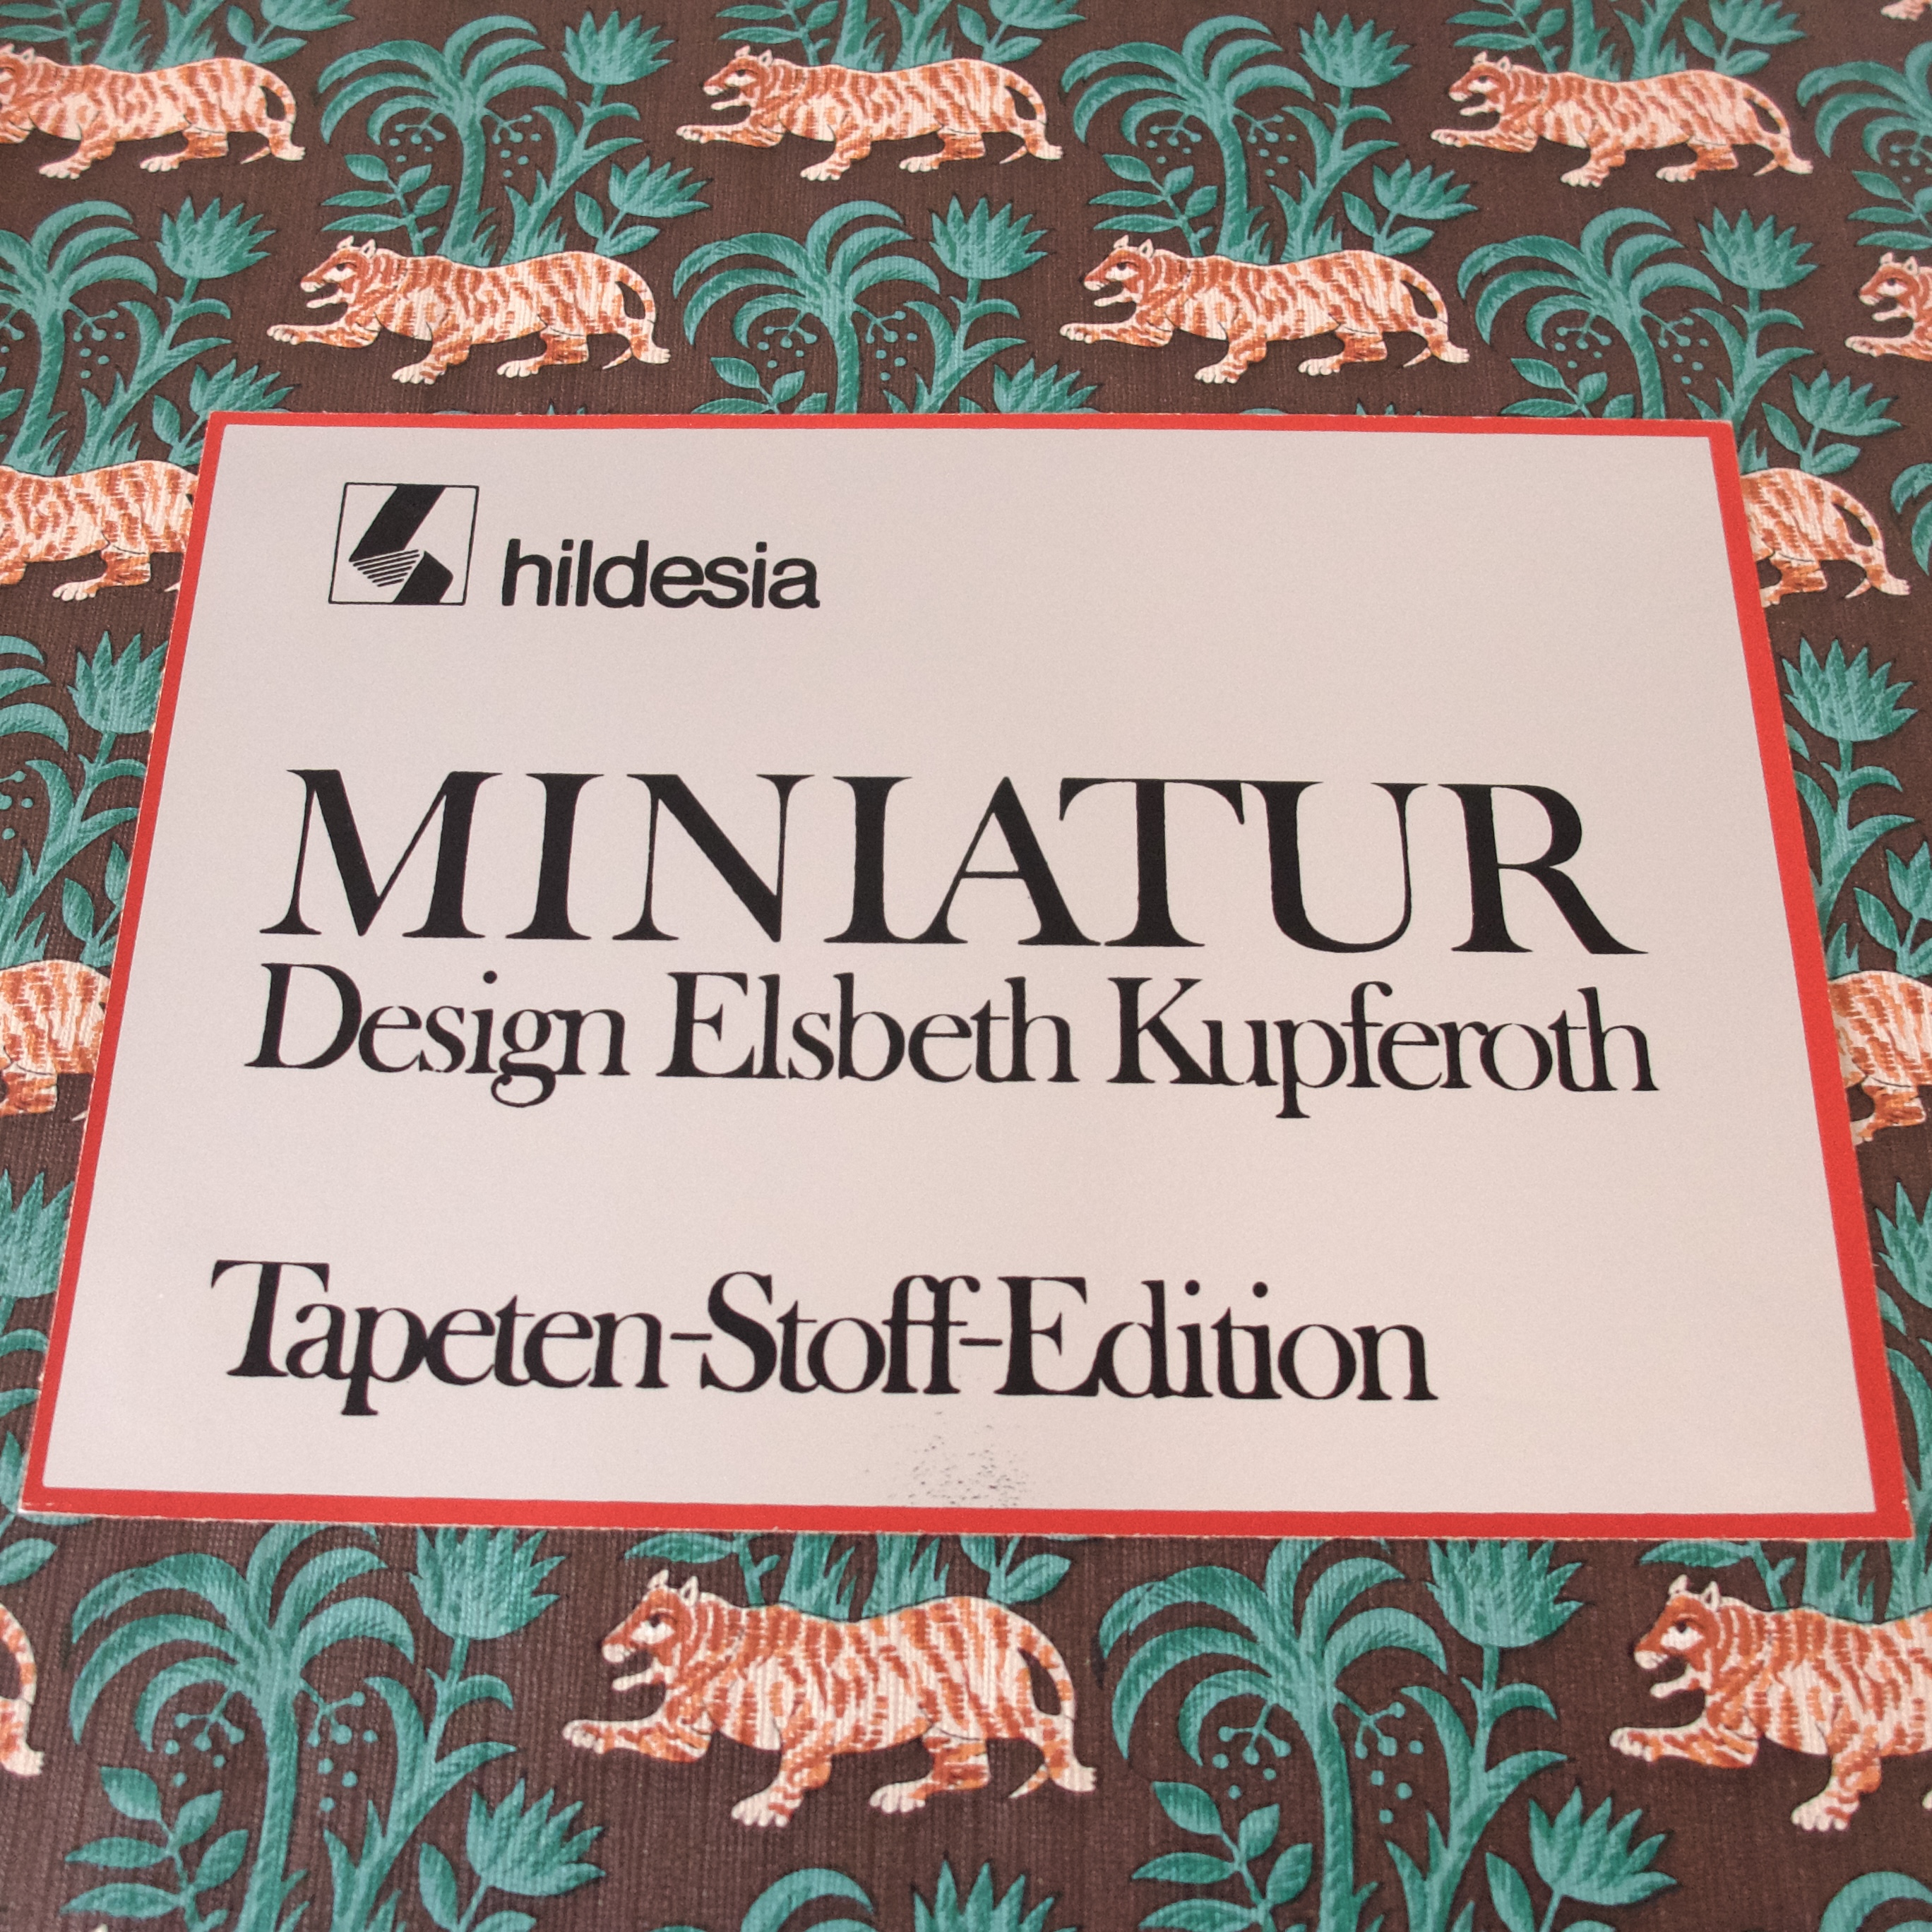 hildesia
MINIATUR
Design Elsbeth Kupferoth
Tapeten-Stoff-Edition